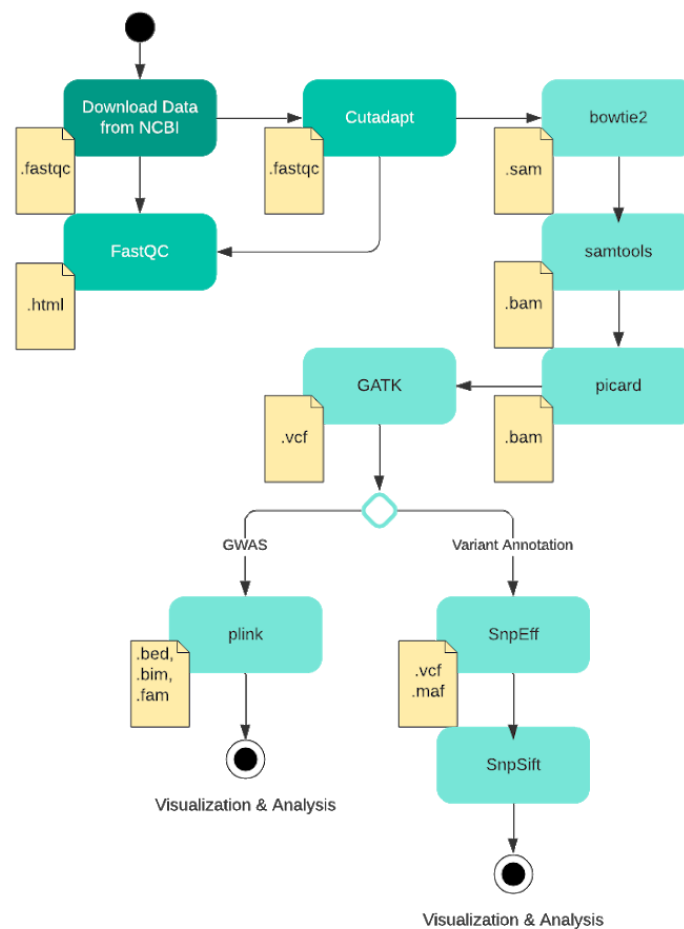 Download Data
from NCBI
.fastqc
Cutadapt
.fastqc
bowtie2
.sam
FastQC
.html
samtools
.bam
GATK
.vcf
picard
.bam
GWAS
Variant Annotation
plink
.bed,
.bim,
.fam
SnpEff
.vcf
.maf
SnpSift
Visualization & Analysis
Visualization & Analysis